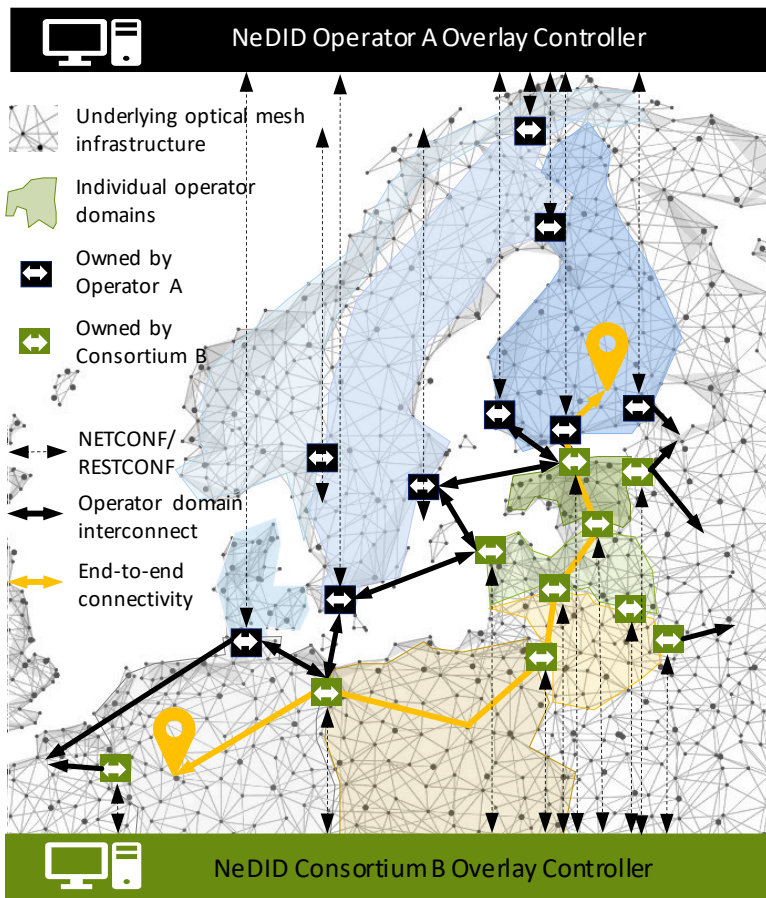 NeDID Operator A Overlay Controller
Underlying optical mesh
infrastructure
Individual operator
domains
Owned by
Operator A
Owned by
Consortium B
NETCONF/
RESTCONF
Operator domain
interconnect
End-to-end
connectivity
NeDID Consortium B Overlay Controller